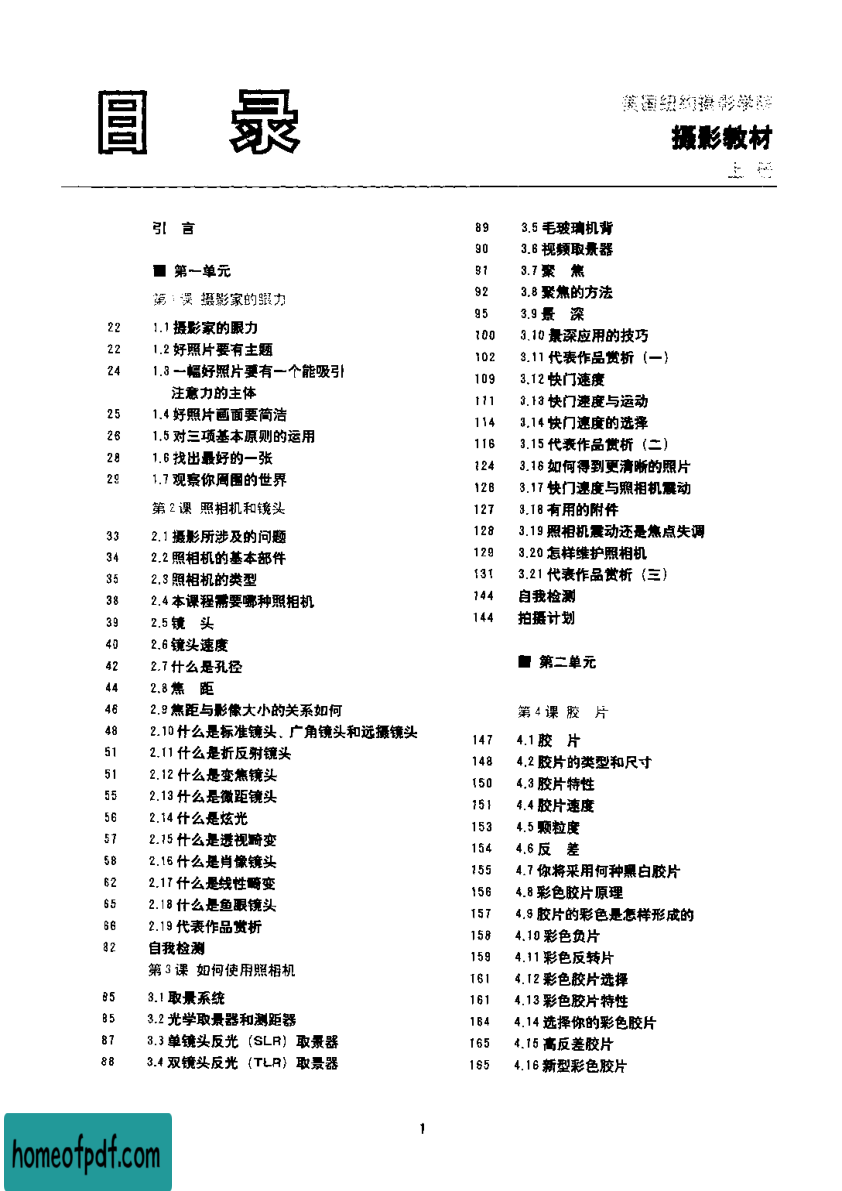 目 录
美国纽约摄影学院
摄影教材
上 册
引 言
■ 第一单元
第1课 摄影家的眼力
22 1.1 摄影家的眼力
22 1.2 好照片要有主题
24 1.3 一幅好照片要有一个能吸引
注意力的主体
25 1.4 好照片画面要简洁
26 1.5 对三项基本原则的运用
28 1.6 找出最好的一张
29 1.7 观察你周围的世界
第2课 照相机和镜头
33 2.1 摄影所涉及的问题
34 2.2 照相机的基本部件
35 2.3 照相机的类型
38 2.4 本课程需要哪种照相机
39 2.5 镜 头
40 2.6 镜头速度
42 2.7 什么是孔径
44 2.8 焦 距
46 2.9 焦距与影像大小的关系如何
48 2.10 什么是标准镜头、广角镜头和远摄镜头
51 2.11 什么是折反射镜头
51 2.12 什么是变焦镜头
55 2.13 什么是微距镜头
56 2.14 什么是炫光
57 2.15 什么是透视畸变
58 2.16 什么是肖像镜头
62 2.17 什么是线性畸变
65 2.18 什么是鱼眼镜头
66 2.19 代表作品赏析
82 自我检测
第3课 如何使用照相机
85 3.1 取景系统
85 3.2 光学取景器和测距器
87 3.3 单镜头反光（SLR）取景器
88 3.4 双镜头反光（TLR）取景器
89 3.5 毛玻璃机背
90 3.6 视频取景器
91 3.7 聚 焦
92 3.8 聚焦的方法
95 3.9 景 深
100 3.10 景深应用的技巧
102 3.11 代表作品赏析（一）
109 3.12 快门速度
111 3.13 快门速度与运动
114 3.14 快门速度的选择
116 3.15 代表作品赏析（二）
124 3.16 如何得到更清晰的照片
126 3.17 快门速度与照相机震动
127 3.18 有用的附件
128 3.19 照相机震动还是焦点失调
129 3.20 怎样维护照相机
131 3.21 代表作品赏析（三）
144 自我检测
144 拍摄计划
■ 第二单元
第4课 胶 片
147 4.1 胶 片
148 4.2 胶片的类型和尺寸
150 4.3 胶片特性
151 4.4 胶片速度
153 4.5 颗粒度
154 4.6 反 差
155 4.7 你将采用何种黑白胶片
156 4.8 彩色胶片原理
157 4.9 胶片的彩色是怎样形成的
158 4.10 彩色负片
159 4.11 彩色反转片
161 4.12 彩色胶片选择
161 4.13 彩色胶片特性
164 4.14 选择你的彩色胶片
165 4.15 高反差胶片
165 4.16 新型彩色胶片
1
homeofpdf.com